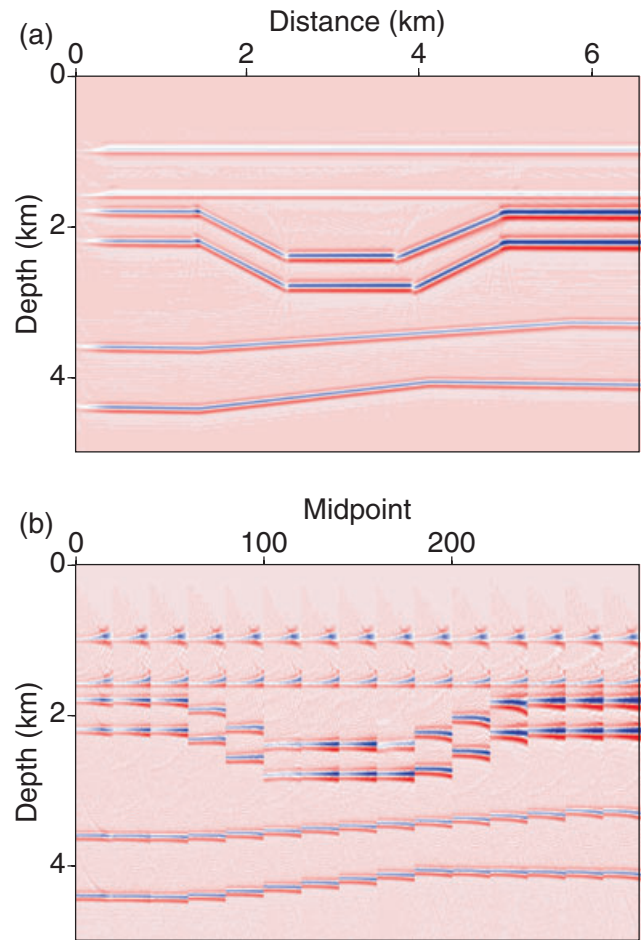 (a)
Distance (km)
0 2 4 6
0
2
4
Depth (km)
(b)
Midpoint
0 100 200
0
2
4
Depth (km)